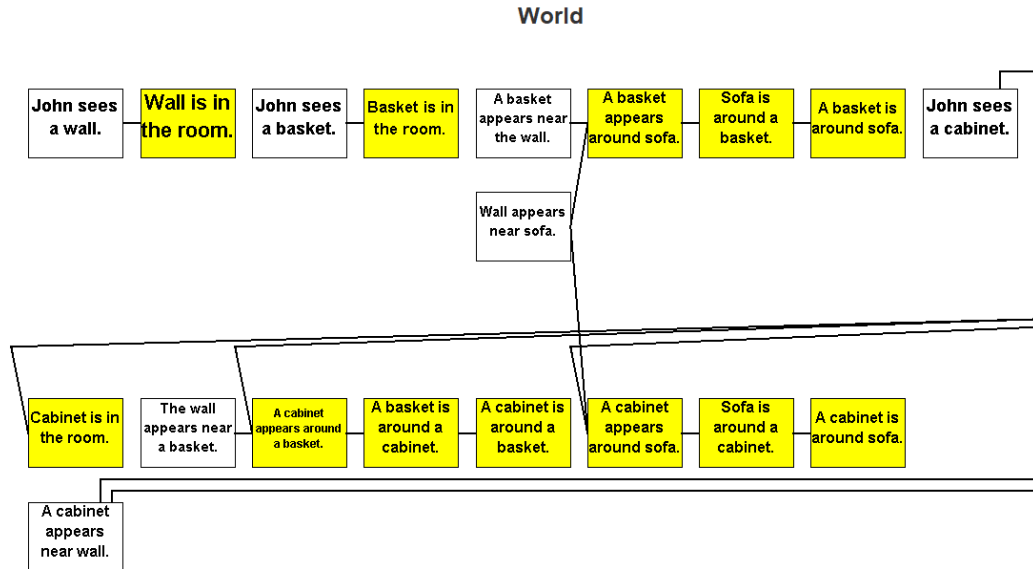 World
John sees
a wall.
Wall is in
the room.
John sees
a basket.
Basket is in
the room.
A basket
appears near
the wall.
A basket
appears
around sofa.
Sofa is
around a
basket.
A basket is
around sofa.
John sees
a cabinet.
Wall appears
near sofa.
Cabinet is in
the room.
The wall
appears near
a basket.
A cabinet
appears around
a basket.
A basket is
around a
cabinet.
A cabinet is
around a
basket.
A cabinet
appears
around sofa.
Sofa is
around a
cabinet.
A cabinet is
around sofa.
A cabinet
appears
near wall.